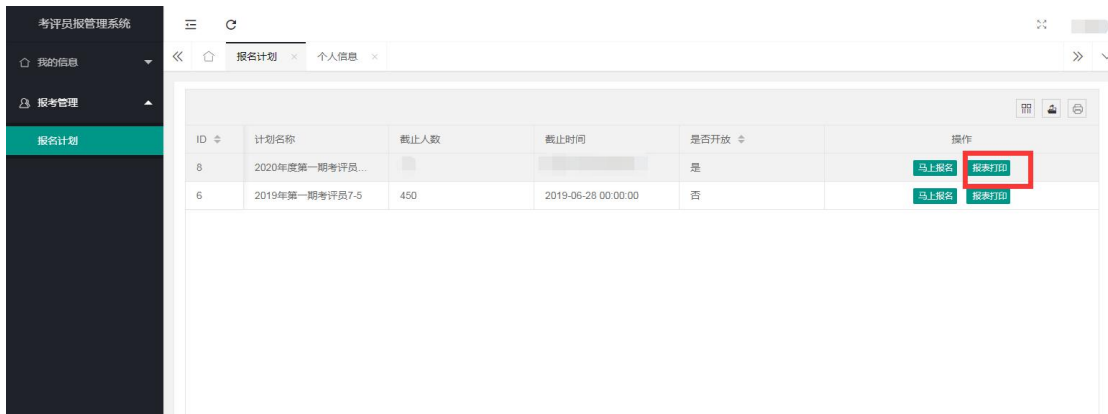 考评员报管理系统
我的信息
报考管理
报名计划
报名计划 个人信息
ID 计划名称 截止人数 截止时间 是否开放 操作
8 2020年度第一期考评员... 是 马上报名 报表打印
6 2019年第一期考评员7-5 450 2019-06-28 00:00:00 否 马上报名 报表打印